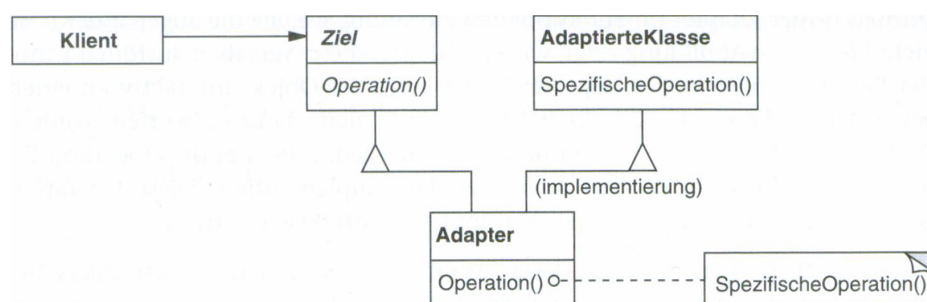 Klient
Ziel
Operation()
AdaptierteKlasse
SpezifischeOperation()
(implementierung)
Adapter
Operation()
SpezifischeOperation()